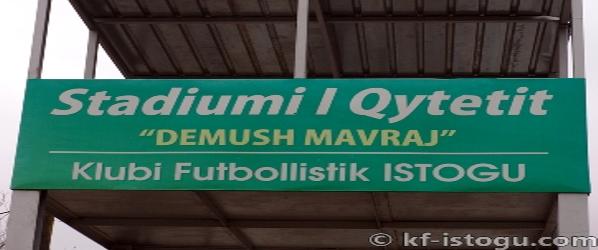 Stadiumi I Qytetit
“DEMUSH MAVRAJ”
Klubi Futbollistik ISTOGU
© kf-istogu.com